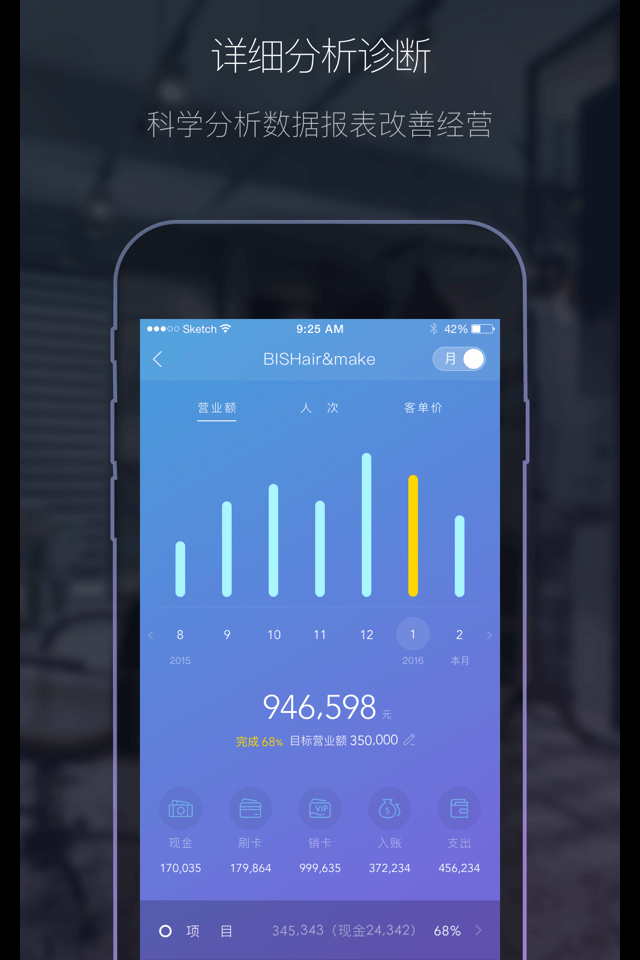 详细分析诊断
科学分析数据报表改善经营
Sketch 9:25 AM 42%
BISHair&make 月
营业额 人 次 客单价
8 9 10 11 12 1 2
2015 2016 本月
946,598 元
完成 68% 目标营业额 350,000
VIP
现金 刷卡 销卡 入账 支出
170,035 179,864 999,635 372,234 456,234
项 目 345,343（现金24,342） 68%